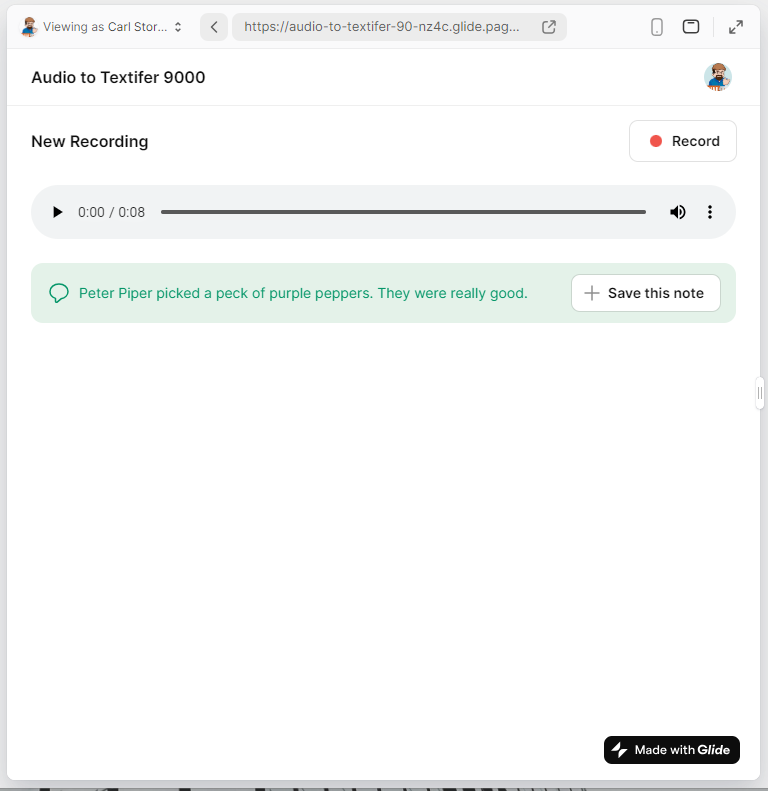 Viewing as Carl Stor...
https://audio-to-textifer-90-nz4c.glide.pag...
Audio to Textifer 9000
New Recording
Record
0:00 / 0:08
Peter Piper picked a peck of purple peppers. They were really good.
Save this note
Made with Glide